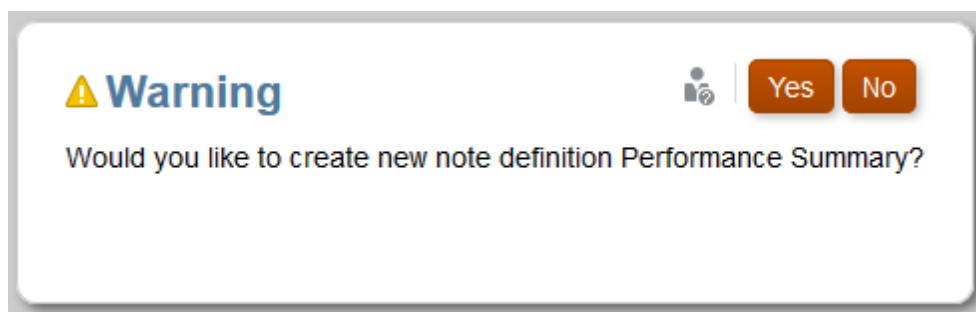 Warning
Yes
No
Would you like to create new note definition Performance Summary?